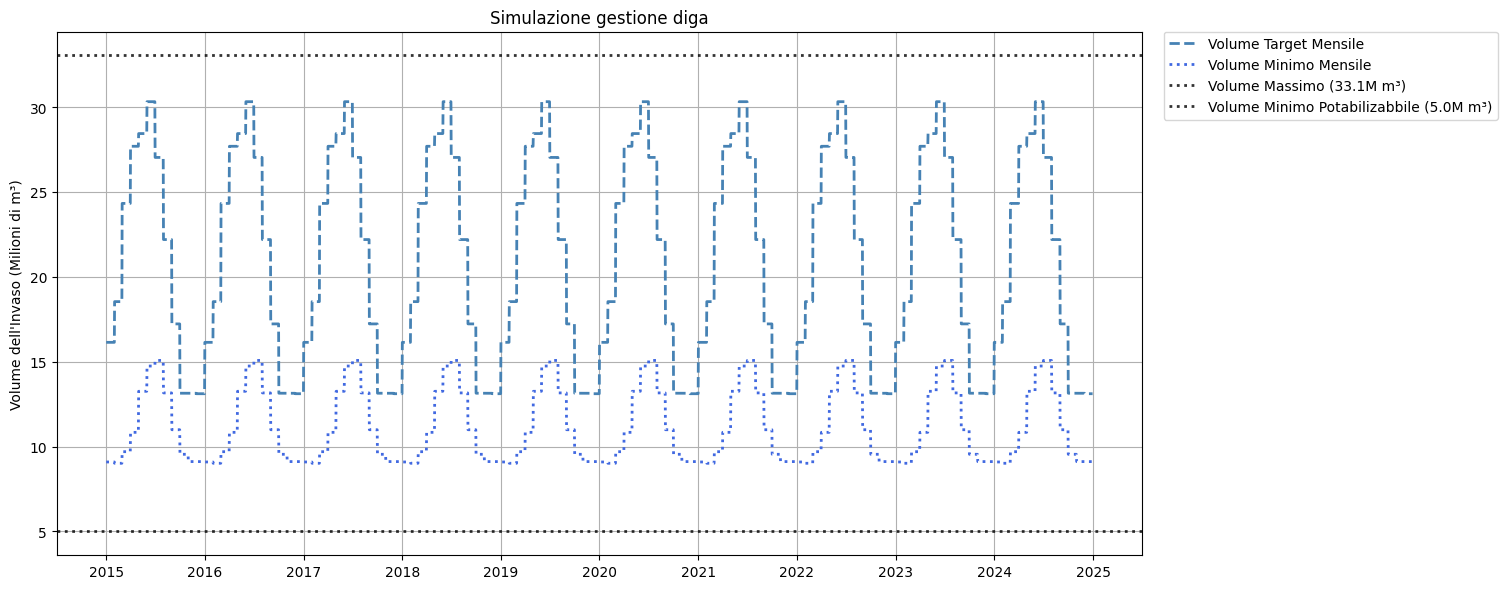 Simulazione gestione diga
Volume dell'Invaso (Milioni di m³)
30
25
20
15
10
5
2015
2016
2017
2018
2019
2020
2021
2022
2023
2024
2025
Volume Target Mensile
Volume Minimo Mensile
Volume Massimo (33.1M m³)
Volume Minimo Potabilizabbile (5.0M m³)